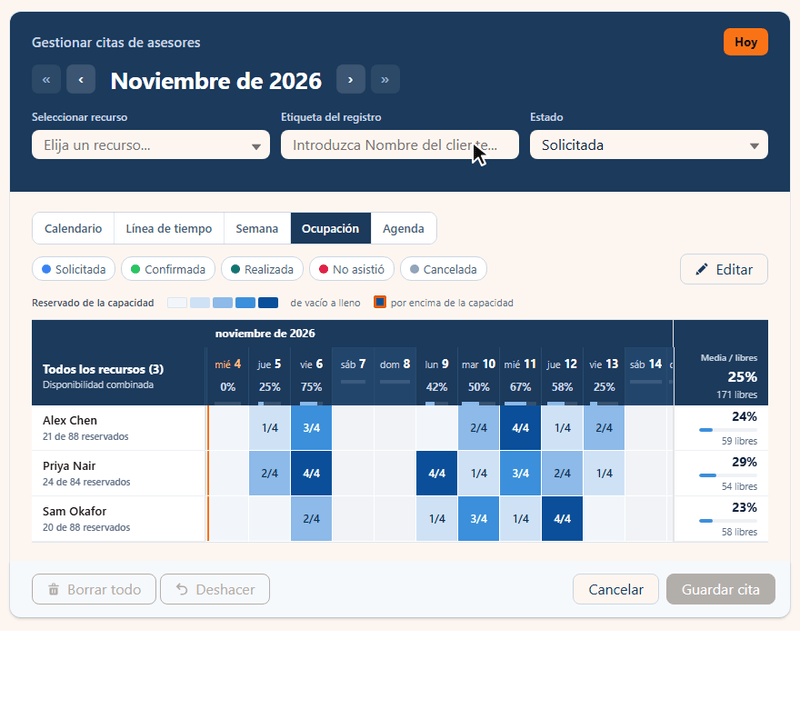 Gestionar citas de asesores
Hoy
« ‹ Noviembre de 2026 › »
Seleccionar recurso Etiqueta del registro Estado
Elija un recurso... Introduzca Nombre del cliente... Solicitada
Calendario Línea de tiempo Semana Ocupación Agenda
Solicitada Confirmada Realizada No asistió Cancelada Editar
Reservado de la capacidad de vacío a lleno por encima de la capacidad
noviembre de 2026
Todos los recursos (3) mié 4 jue 5 vie 6 sáb 7 dom 8 lun 9 mar 10 mié 11 jue 12 vie 13 sáb 14 Media / libres
Disponibilidad combinada 0% 25% 75% 42% 50% 67% 58% 25% 25%
171 libres
Alex Chen 1/4 3/4 2/4 4/4 1/4 2/4 24%
21 de 88 reservados 59 libres
Priya Nair 2/4 4/4 4/4 1/4 3/4 2/4 1/4 29%
24 de 84 reservados 54 libres
Sam Okafor 2/4 1/4 3/4 1/4 4/4 23%
20 de 88 reservados 58 libres
Borrar todo Deshacer Cancelar Guardar cita